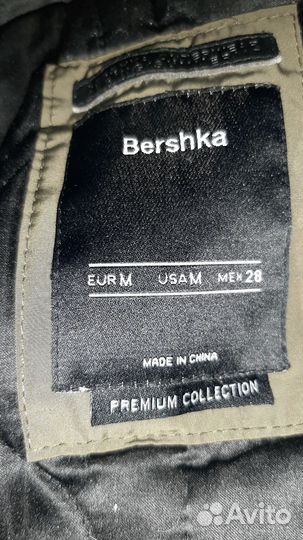 Bershka
EUR M USA M MEX 28
MADE IN CHINA
PREMIUM COLLECTION
Avito